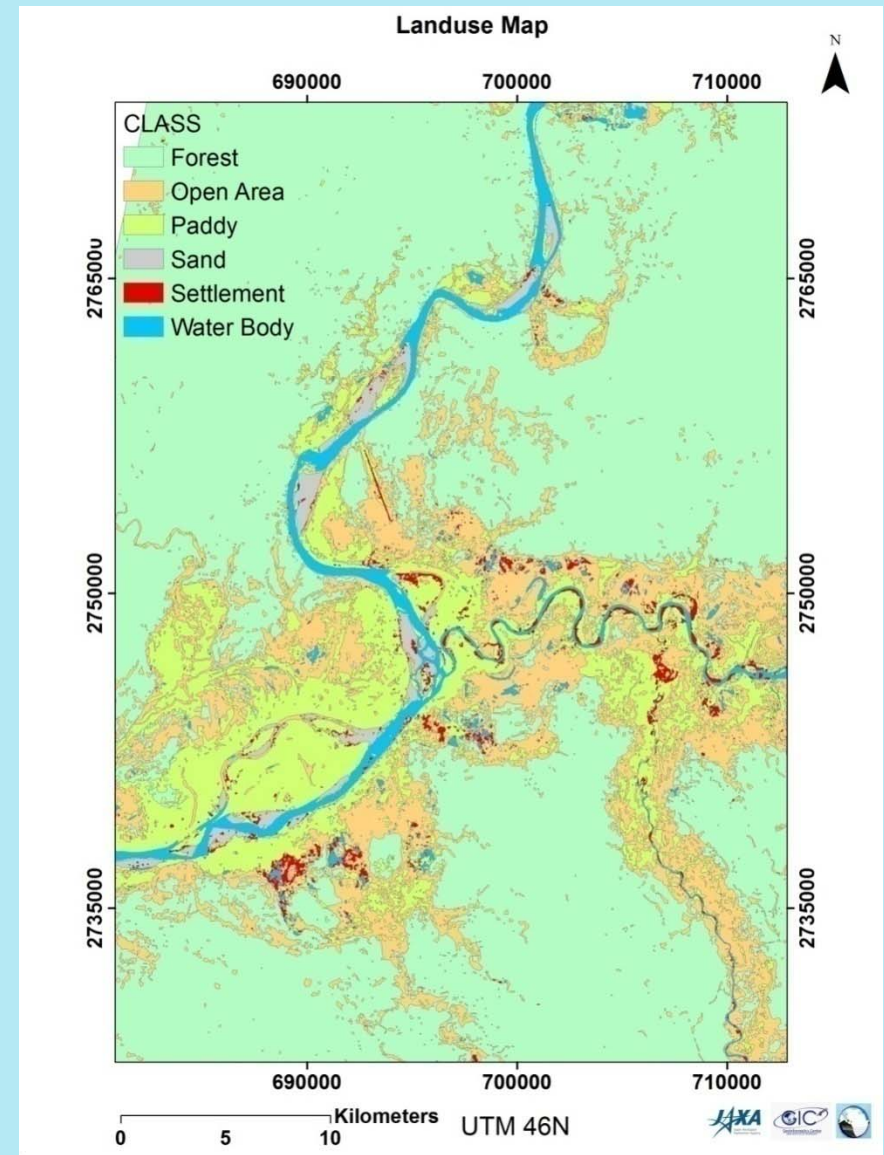 Landuse Map
N
690000 700000 710000
CLASS
Forest
Open Area
Paddy
Sand
Settlement
Water Body
276500u
2765000
2750000
2750000
2735000
2735000
690000 700000 710000
Kilometers
0 5 10
UTM 46N
JAXA
GIC